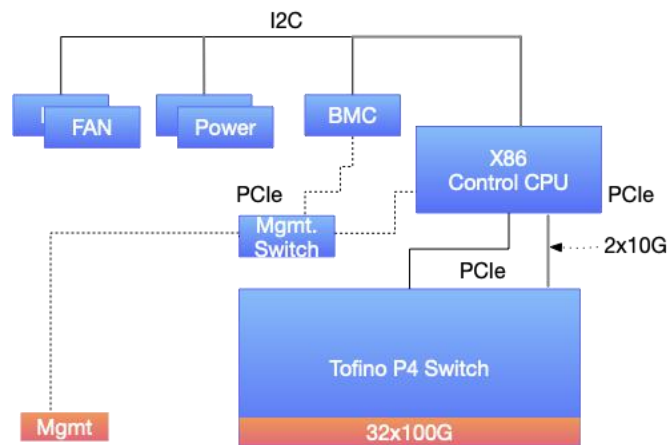 I2C
FAN
Power
BMC
X86
Control CPU
PCIe
PCIe
Mgmt.
Switch
2x10G
PCIe
Tofino P4 Switch
Mgmt
32x100G